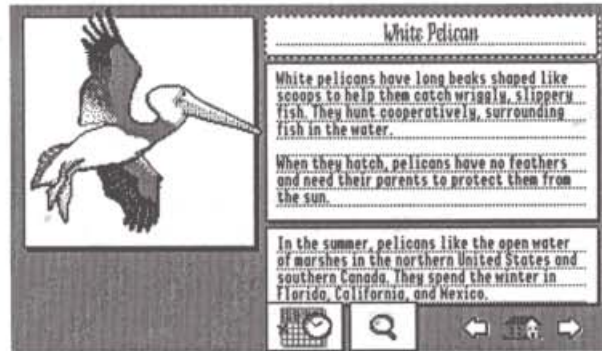 White Pelican
White pelicans have long beaks shaped like
scoops to help them catch wriggly, slippery
fish. They hunt cooperatively, surrounding
fish in the water.
When they hatch, pelicans have no feathers
and need their parents to protect them from
the sun.
In the summer, pelicans like the open water
of marshes in the northern United States and
southern Canada. They spend the winter in
Florida, California, and Mexico.